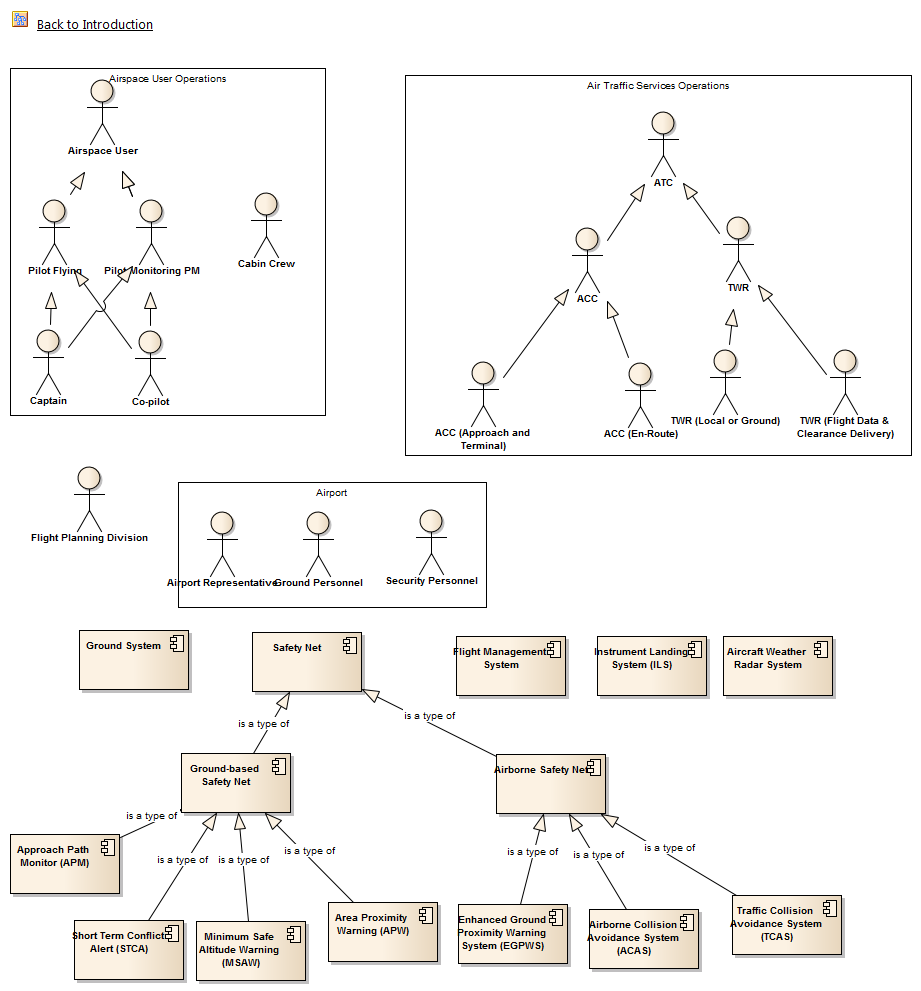 Back to Introduction
Airspace User Operations
Air Traffic Services Operations
Airspace User
ATC
Pilot Flying
Pilot Monitoring PM
Cabin Crew
TWR
ACC
Captain
Co-pilot
ACC (Approach and
Terminal)
ACC (En-Route)
TWR (Local or Ground)
TWR (Flight Data &
Clearance Delivery)
Flight Planning Division
Airport
Airport Representative
Ground Personnel
Security Personnel
Ground System
Safety Net
Flight Management
System
Instrument Landing
System (ILS)
Aircraft Weather
Radar System
is a type of
is a type of
Ground-based
Safety Net
Airborne Safety Net
is a type of
is a type of
is a type of
is a type of
is a type of
is a type of
is a type of
Approach Path
Monitor (APM)
Short Term Conflict
Alert (STCA)
Minimum Safe
Altitude Warning
(MSAW)
Area Proximity
Warning (APW)
Enhanced Ground
Proximity Warning
System (EGPWS)
Airborne Collision
Avoidance System
(ACAS)
Traffic Collision
Avoidance System
(TCAS)